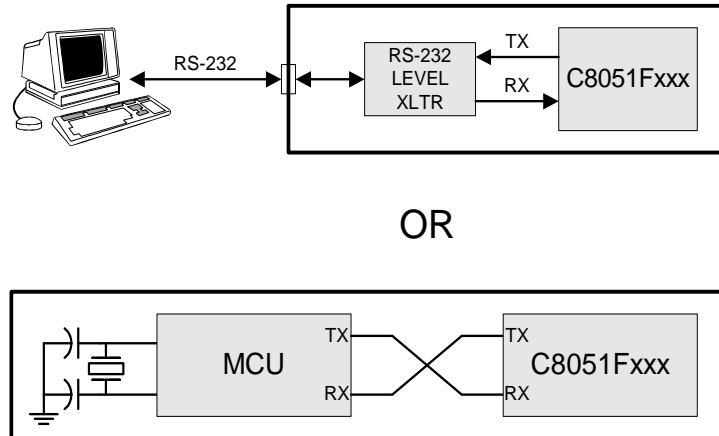 RS-232
RS-232
LEVEL
XLTR
TX
RX
C8051Fxxx
OR
MCU
TX
RX
TX
RX
C8051Fxxx